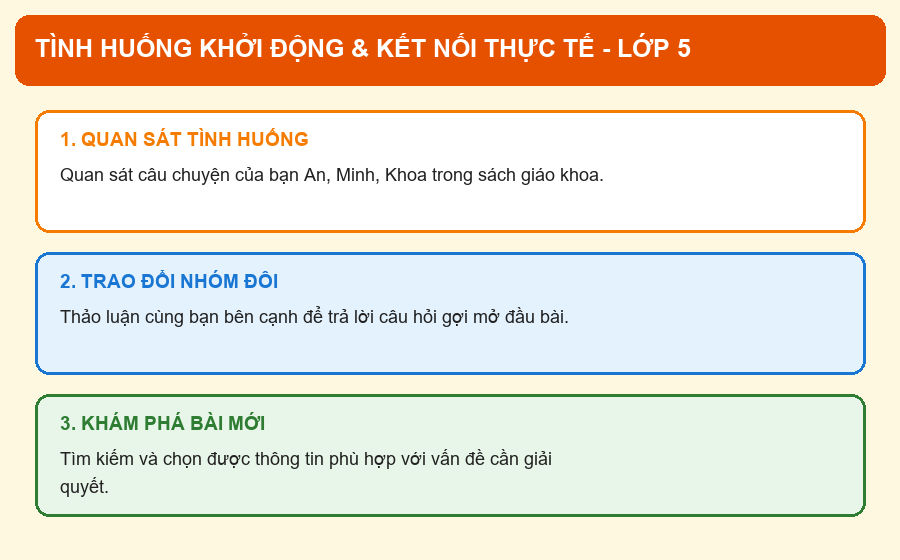 TÌNH HUỐNG KHỞI ĐỘNG & KẾT NỐI THỰC TẾ - LỚP 5
1. QUAN SÁT TÌNH HUỐNG
Quan sát câu chuyện của bạn An, Minh, Khoa trong sách giáo khoa.
2. TRAO ĐỔI NHÓM ĐÔI
Thảo luận cùng bạn bên cạnh để trả lời câu hỏi gợi mở đầu bài.
3. KHÁM PHÁ BÀI MỚI
Tìm kiếm và chọn được thông tin phù hợp với vấn đề cần giải
quyết.